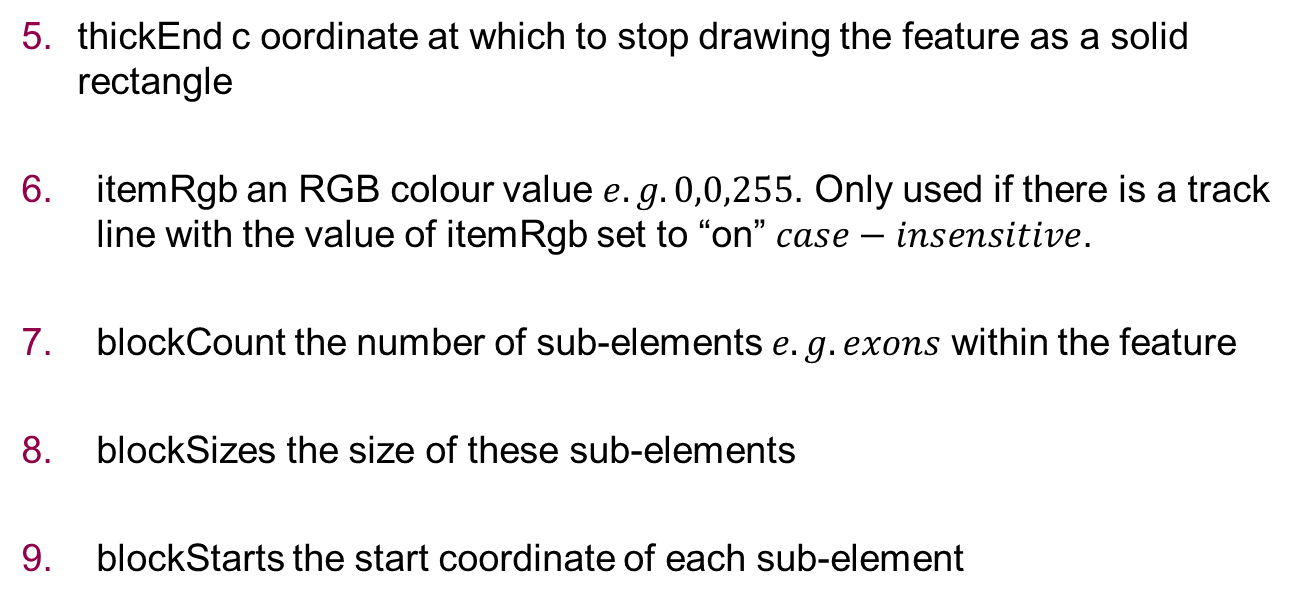 5. thickEnd c oordinate at which to stop drawing the feature as a solid
rectangle
6. itemRgb an RGB colour value e. g. 0,0,255. Only used if there is a track
line with the value of itemRgb set to “on” case − insensitive.
7. blockCount the number of sub-elements e. g. exons within the feature
8. blockSizes the size of these sub-elements
9. blockStarts the start coordinate of each sub-element